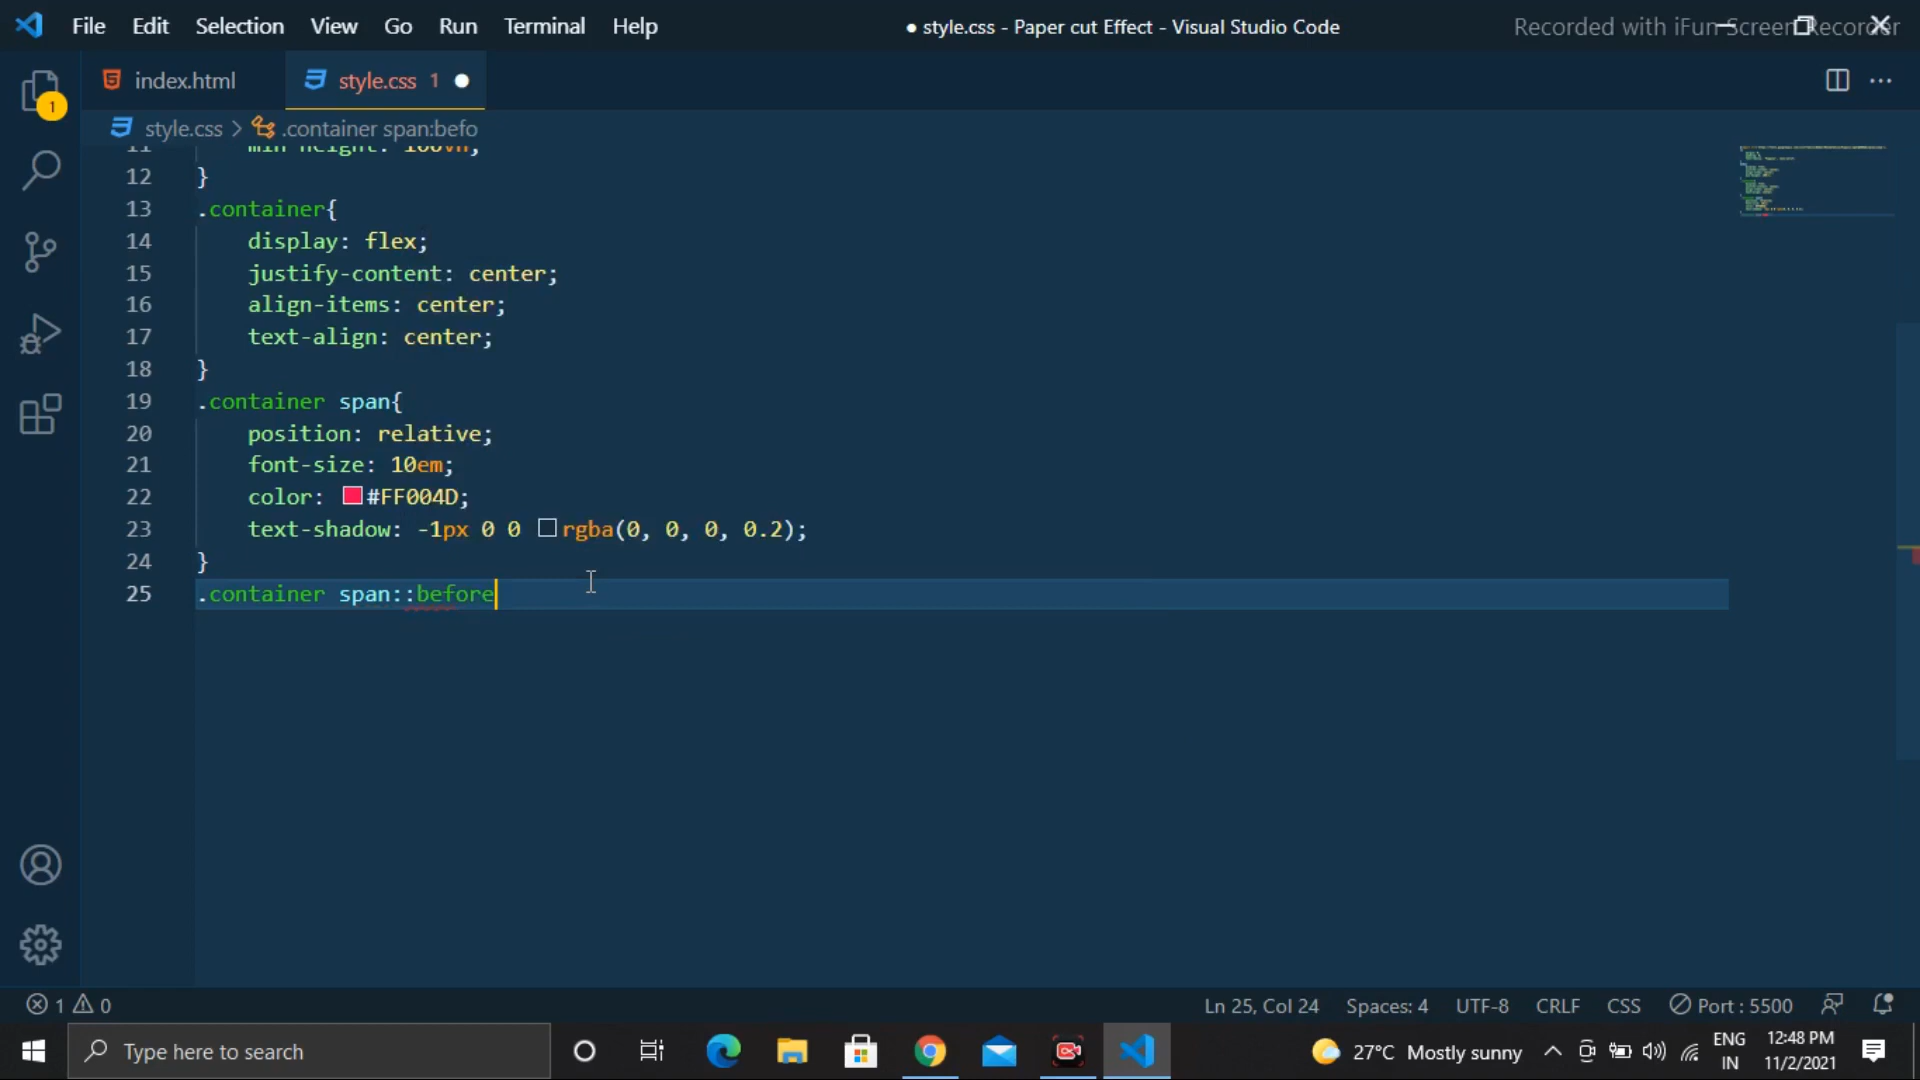 File Edit Selection View Go Run Terminal Help
● style.css - Paper cut Effect - Visual Studio Code
Recorded with iFun Screen Recorder
1
index.html
style.css 1 ●
style.css > .container span:befo
11 min-height: 100vh;
12 }
13 .container{
14 display: flex;
15 justify-content: center;
16 align-items: center;
17 text-align: center;
18 }
19 .container span{
20 position: relative;
21 font-size: 10em;
22 color: #FF004D;
23 text-shadow: -1px 0 0 rgba(0, 0, 0, 0.2);
24 }
25 .container span::before
1 0
Ln 25, Col 24 Spaces: 4 UTF-8 CRLF CSS Port : 5500
Type here to search
27°C Mostly sunny
ENG
IN
12:48 PM
11/2/2021